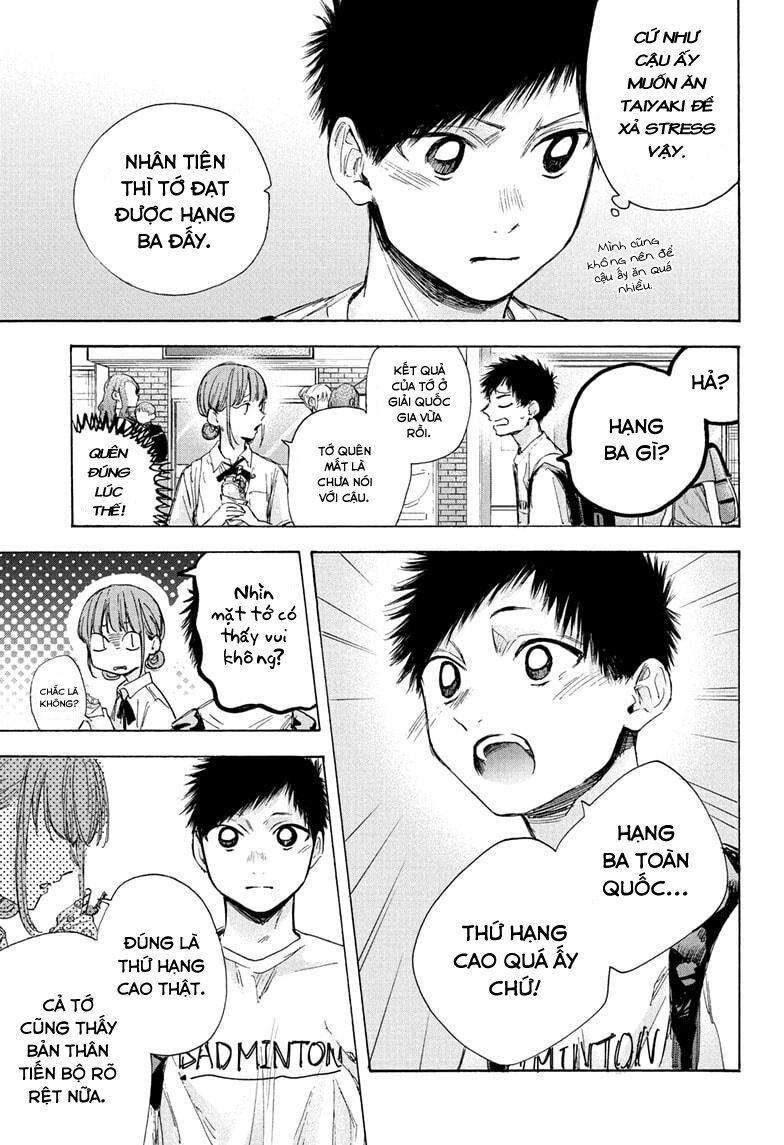 CỨ NHƯ
CẬU ẤY
MUỐN ĂN
TAIYAKI ĐỂ
XẢ STRESS
VẬY.
Mình cũng
không nên để
cậu ấy ăn quá
nhiều.
NHÂN TIỆN
THÌ TỚ ĐẠT
ĐƯỢC HẠNG
BA ĐẤY.
HẢ?
HẠNG
BA GÌ?
KẾT QUẢ
CỦA TỚ Ở
GIẢI QUỐC
GIA VỪA
RỒI.
TỚ QUÊN
MẤT LÀ
CHƯA NÓI
VỚI CẬU.
QUÊN
ĐÚNG
LÚC
THẾ!
Nhìn
mặt tớ có
thấy vui
không?
CHẮC LÀ
KHÔNG?
HẠNG
BA TOÀN
QUỐC...
THỨ HẠNG
CAO QUÁ ẤY
CHỨ!
MINTON
ĐÚNG LÀ
THỨ HẠNG
CAO THẬT.
CẢ TỚ
CŨNG THẤY
BẢN THÂN
TIẾN BỘ RÕ
RỆT NỮA.
BADMINTON